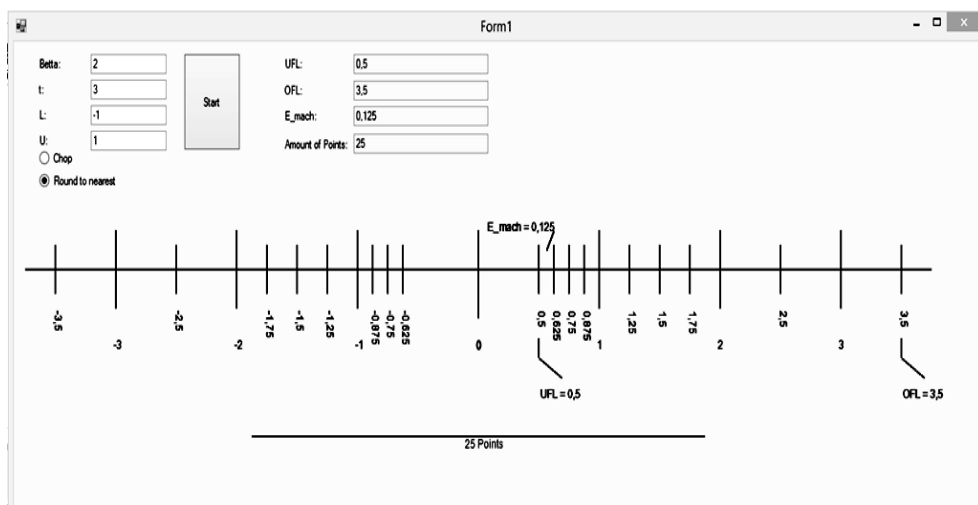 Form1
Betta: 2
t: 3
L: -1
U: 1
Chop
Round to nearest
Start
UFL: 0,5
OFL: 3,5
E_mach: 0,125
Amount of Points: 25
E_mach = 0,125
-3,5 -2,5 -1,75 -1,5 -1,25 -0,875 -0,75 -0,625 0,5 0,625 0,75 0,875 1,25 1,5 1,75 2,5 3,5
-3 -2 -1 0 1 2 3
UFL = 0,5 OFL = 3,5
25 Points